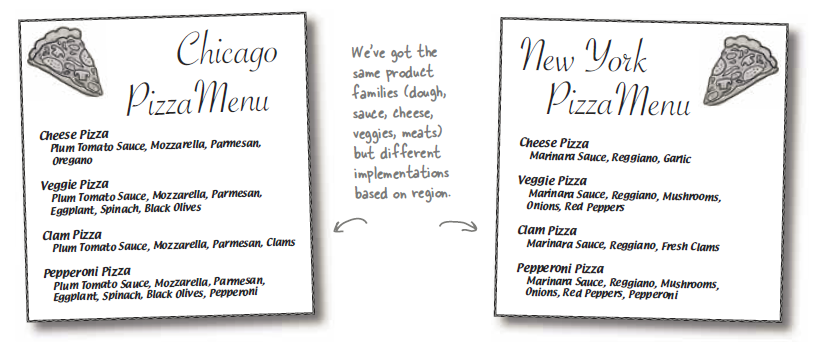 Chicago
PizzaMenu
Cheese Pizza
Plum Tomato Sauce, Mozzarella, Parmesan,
Oregano
Veggie Pizza
Plum Tomato Sauce, Mozzarella, Parmesan,
Eggplant, Spinach, Black Olives
Clam Pizza
Plum Tomato Sauce, Mozzarella, Parmesan, Clams
Pepperoni Pizza
Plum Tomato Sauce, Mozzarella, Parmesan,
Eggplant, Spinach, Black Olives, Pepperoni
We've got the
same product
families (dough,
sauce, cheese,
veggies, meats)
but different
implementations
based on region.
New York
PizzaMenu
Cheese Pizza
Marinara Sauce, Reggiano, Garlic
Veggie Pizza
Marinara Sauce, Reggiano, Mushrooms,
Onions, Red Peppers
Clam Pizza
Marinara Sauce, Reggiano, Fresh Clams
Pepperoni Pizza
Marinara Sauce, Reggiano, Mushrooms,
Onions, Red Peppers, Pepperoni